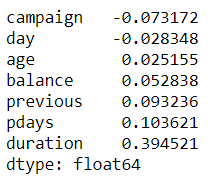 campaign   -0.073172
day        -0.028348
age         0.025155
balance     0.052838
previous    0.093236
pdays       0.103621
duration    0.394521
dtype: float64